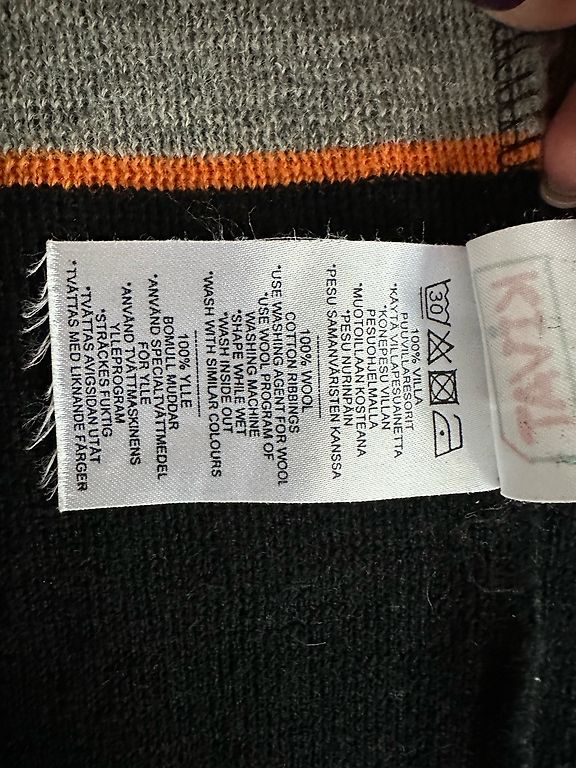 30
100% VILLA
PUUVILLARESORIT
*KÄYTÄ VILLAPESUAINETTA
*KONEPESU VILLAN
PESUOHJELMALLA
*MUOTOILLAAN KOSTEANA
*PESU NURINPÄIN
*PESU SAMANVÄRISTEN KANSSA
100% WOOL
COTTON RIBBINGS
*USE WASHING AGENT FOR WOOL
*USE WOOL PROGRAM OF
WASHING MACHINE
*SHAPE WHILE WET
*WASH INSIDE OUT
*WASH WITH SIMILAR COLOURS
100% YLLE
BOMULL MUDDAR
*ANVÄND SPECIALTVÄTTMEDEL
FÖR YLLE
*ANVÄND TVÄTTMASKINENS
YLLEPROGRAM
*STRÄCKES FUKTIG
*TVÄTTAS AVIGSIDAN UTÅT
*TVÄTTAS MED LIKNANDE FÄRGER